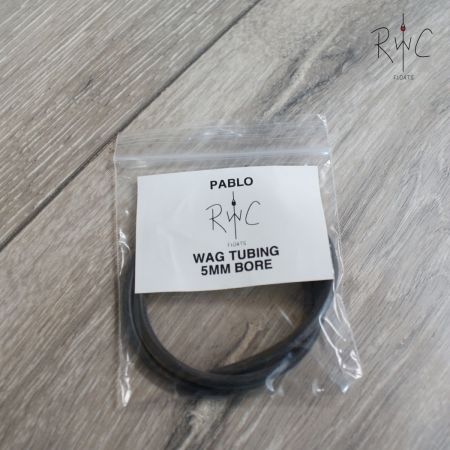 RWC
FLOATS
PABLO
RWC
FLOATS
WAG TUBING
5MM BORE